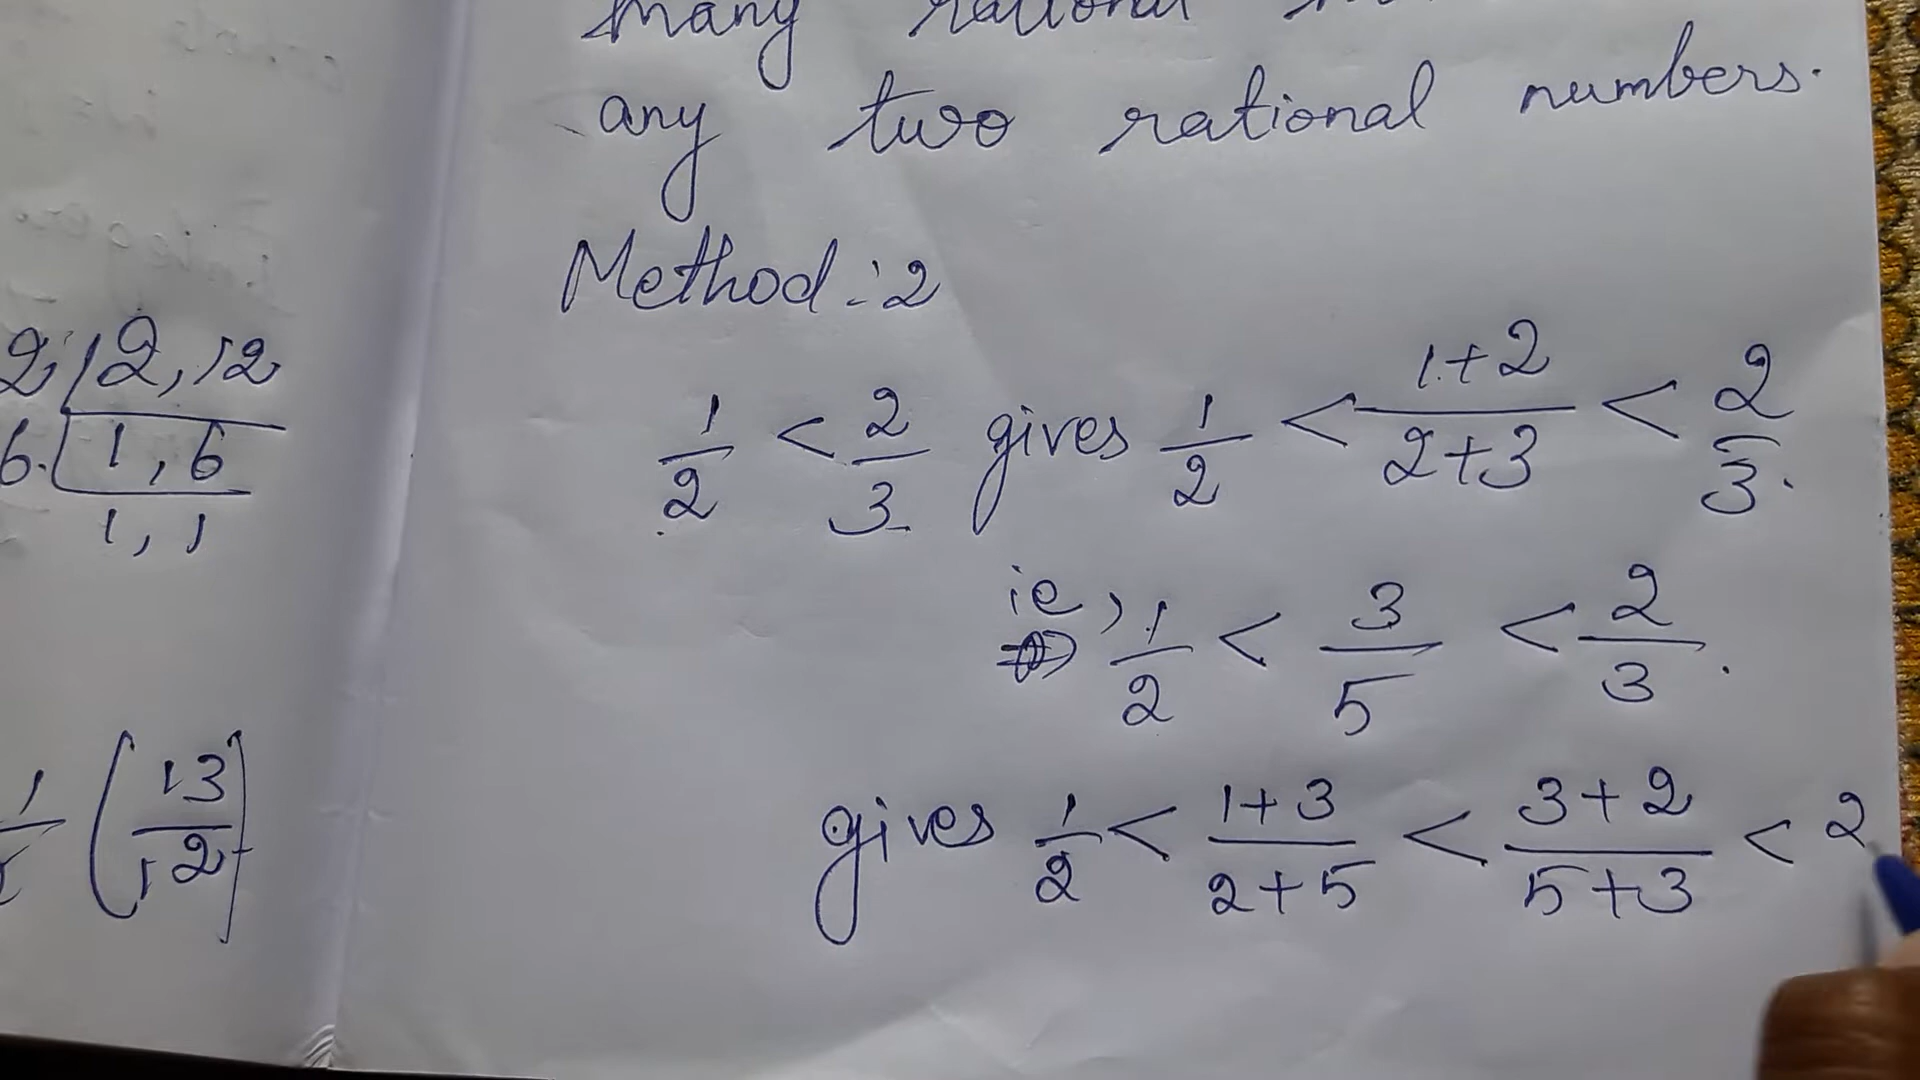 many rational
any two rational numbers.
Method :- 2
1/2 < 2/3 gives 1/2 < (1+2)/(2+3) < 2/3.
ie, 1/2 < 3/5 < 2/3.
gives 1/2 < (1+3)/(2+5) < (3+2)/(5+3) < 2
2 | 2, 12
6 | 1, 6
1, 1
(13/12)